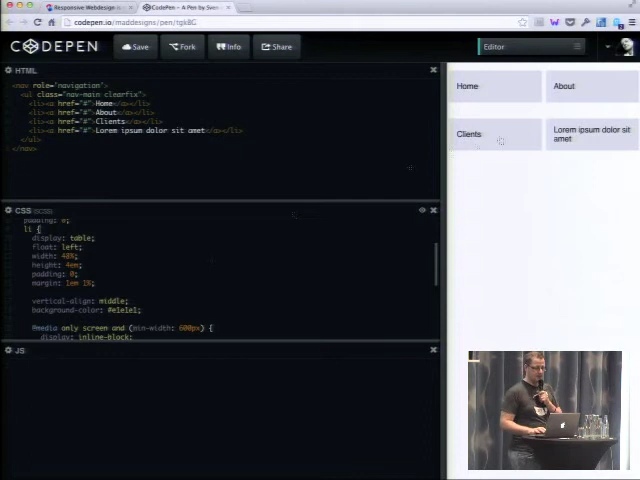 Responsive Webdesign
CodePen - A Pen by Sven
codepen.io/maddesigns/pen/tgkBG
CODEPEN
Save
Fork
Info
Share
Editor
HTML
<nav role="navigation">
<ul class="nav-main clearfix">
<li><a href="#">Home</a></li>
<li><a href="#">About</a></li>
<li><a href="#">Clients</a></li>
<li><a href="#">Lorem ipsum dolor sit amet</a></li>
</ul>
</nav>
CSS (SCSS)
padding: 0;
li {
display: table;
float: left;
width: 48%;
height: 4em;
padding: 0;
margin: 1em 1%;
vertical-align: middle;
background-color: #e1e1e1;
@media only screen and (min-width: 600px) {
display: inline-block;
JS
Home
About
Clients
Lorem ipsum dolor sit
amet